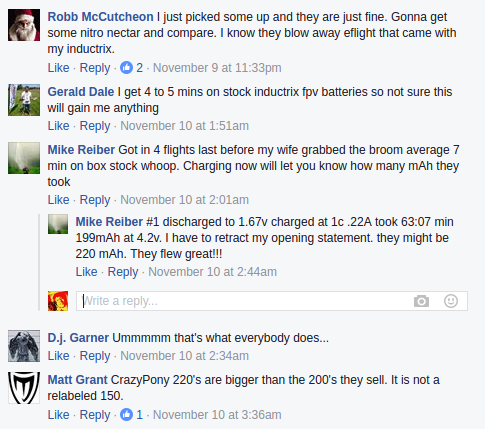 Robb McCutcheon I just picked some up and they are just fine. Gonna get
some nitro nectar and compare. I know they blow away eflight that came with
my inductrix.
Like · Reply · 2 · November 9 at 11:33pm
Gerald Dale I get 4 to 5 mins on stock inductrix fpv batteries so not sure this
will gain me anything
Like · Reply · November 10 at 1:51am
Mike Reiber Got in 4 flights last before my wife grabbed the broom average 7
min on box stock whoop. Charging now will let you know how many mAh they
took
Like · Reply · November 10 at 2:01am
Mike Reiber #1 discharged to 1.67v charged at 1c .22A took 63:07 min
199mAh at 4.2v. I have to retract my opening statement. they might be
220 mAh. They flew great!!!
Like · Reply · November 10 at 2:44am
Write a reply...
D.j. Garner Ummmmm that's what everybody does...
Like · Reply · November 10 at 2:34am
Matt Grant CrazyPony 220's are bigger than the 200's they sell. It is not a
relabeled 150.
Like · Reply · 1 · November 10 at 3:36am